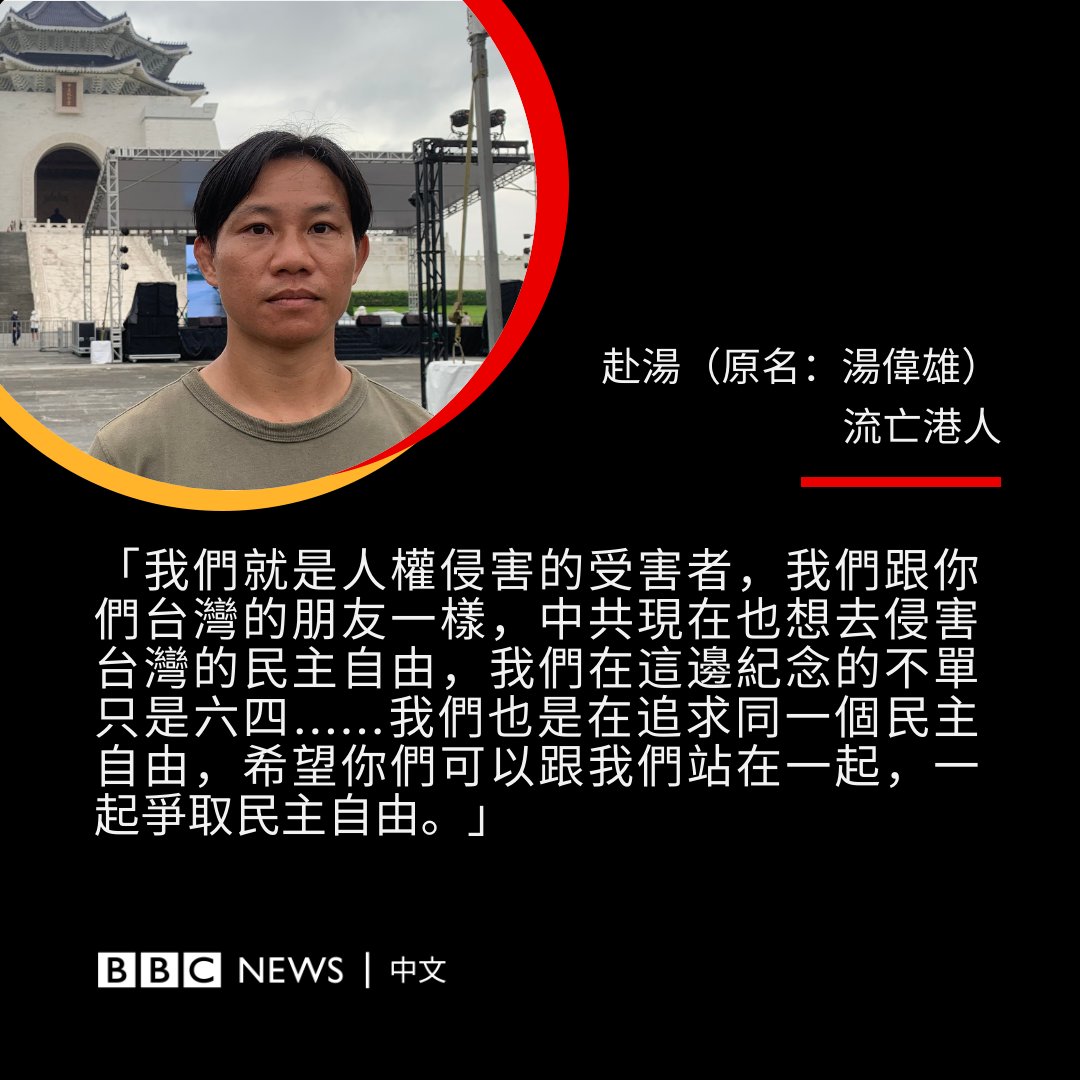 赴湯（原名：湯偉雄）
流亡港人
「我們就是人權侵害的受害者，我們跟你
們台灣的朋友一樣，中共現在也想去侵害
台灣的民主自由，我們在這邊紀念的不單
只是六四……我們也是在追求同一個民主
自由，希望你們可以跟我們站在一起，一
起爭取民主自由。」
BBC NEWS | 中文